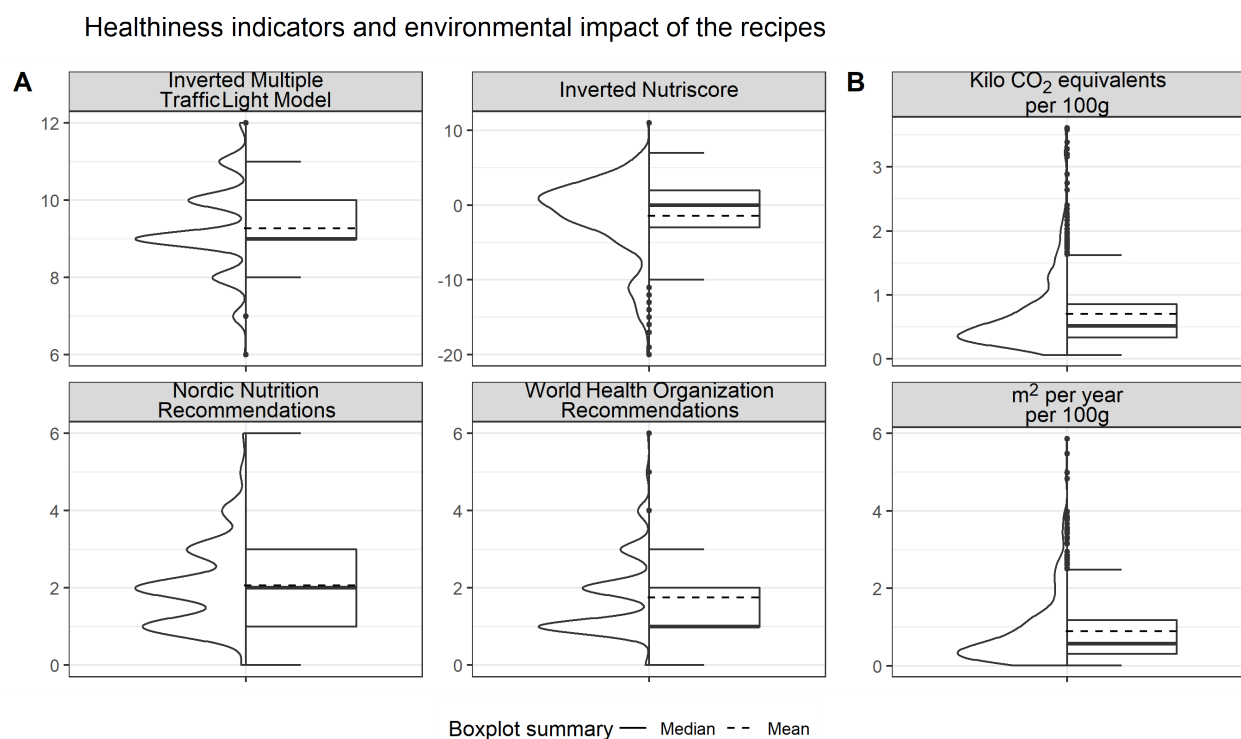 Healthiness indicators and environmental impact of the recipes
A
Inverted Multiple
Traffic Light Model
12
10
8
6
Inverted Nutriscore
10
0
-10
-20
B
Kilo CO2 equivalents
per 100g
3
2
1
0
Nordic Nutrition
Recommendations
6
4
2
0
World Health Organization
Recommendations
6
4
2
0
m² per year
per 100g
6
4
2
0
Boxplot summary Median Mean